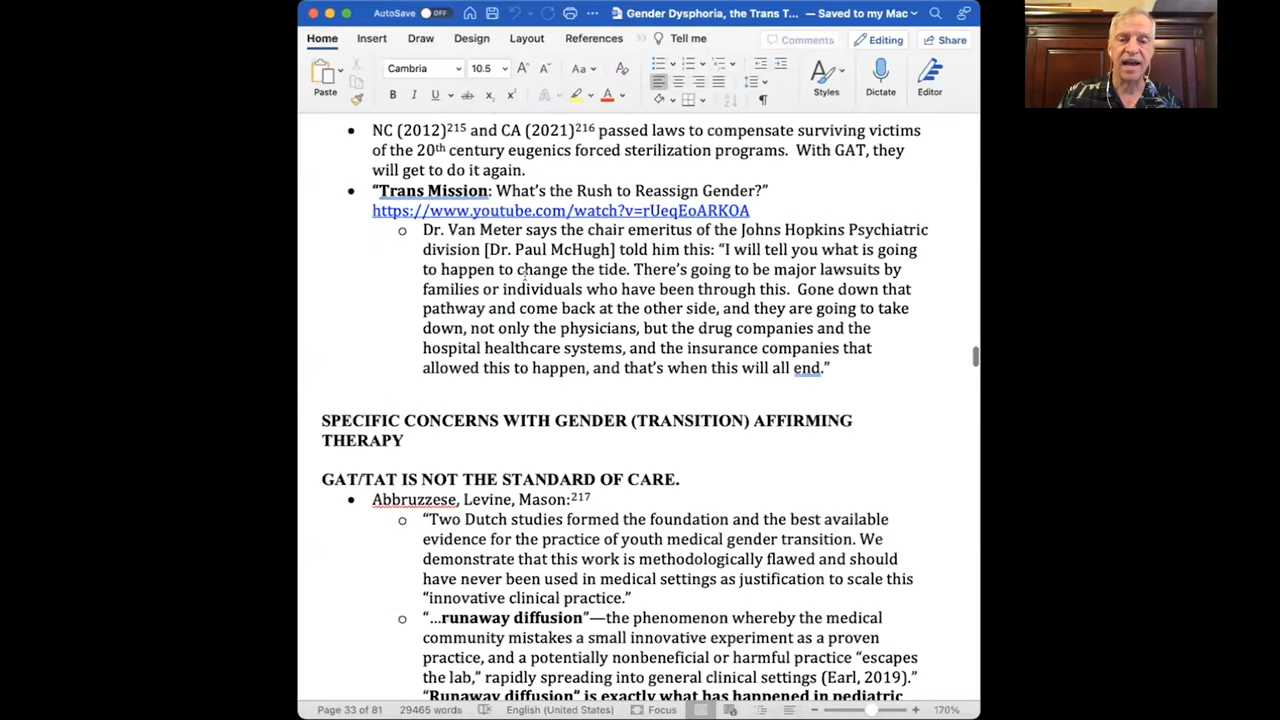 AutoSave OFF Gender Dysphoria, the Trans T... — Saved to my Mac
Home Insert Draw Design Layout References Tell me Comments Editing Share
Paste Cambria 10.5 A A Aa Styles Dictate Editor
B I U ab x₂ x² A A
• NC (2012)215 and CA (2021)216 passed laws to compensate surviving victims
of the 20th century eugenics forced sterilization programs. With GAT, they
will get to do it again.
• “Trans Mission: What’s the Rush to Reassign Gender?”
https://www.youtube.com/watch?v=rUeqEoARKOA
o Dr. Van Meter says the chair emeritus of the Johns Hopkins Psychiatric
division [Dr. Paul McHugh] told him this: “I will tell you what is going
to happen to change the tide. There’s going to be major lawsuits by
families or individuals who have been through this. Gone down that
pathway and come back at the other side, and they are going to take
down, not only the physicians, but the drug companies and the
hospital healthcare systems, and the insurance companies that
allowed this to happen, and that’s when this will all end.”
SPECIFIC CONCERNS WITH GENDER (TRANSITION) AFFIRMING
THERAPY
GAT/TAT IS NOT THE STANDARD OF CARE.
• Abbruzzese, Levine, Mason:217
o “Two Dutch studies formed the foundation and the best available
evidence for the practice of youth medical gender transition. We
demonstrate that this work is methodologically flawed and should
have never been used in medical settings as justification to scale this
“innovative clinical practice.”
o “…runaway diffusion”—the phenomenon whereby the medical
community mistakes a small innovative experiment as a proven
practice, and a potentially nonbeneficial or harmful practice “escapes
the lab,” rapidly spreading into general clinical settings (Earl, 2019).”
“Runaway diffusion” is exactly what has happened in pediatric
Page 33 of 81 29465 words English (United States) Focus 170%